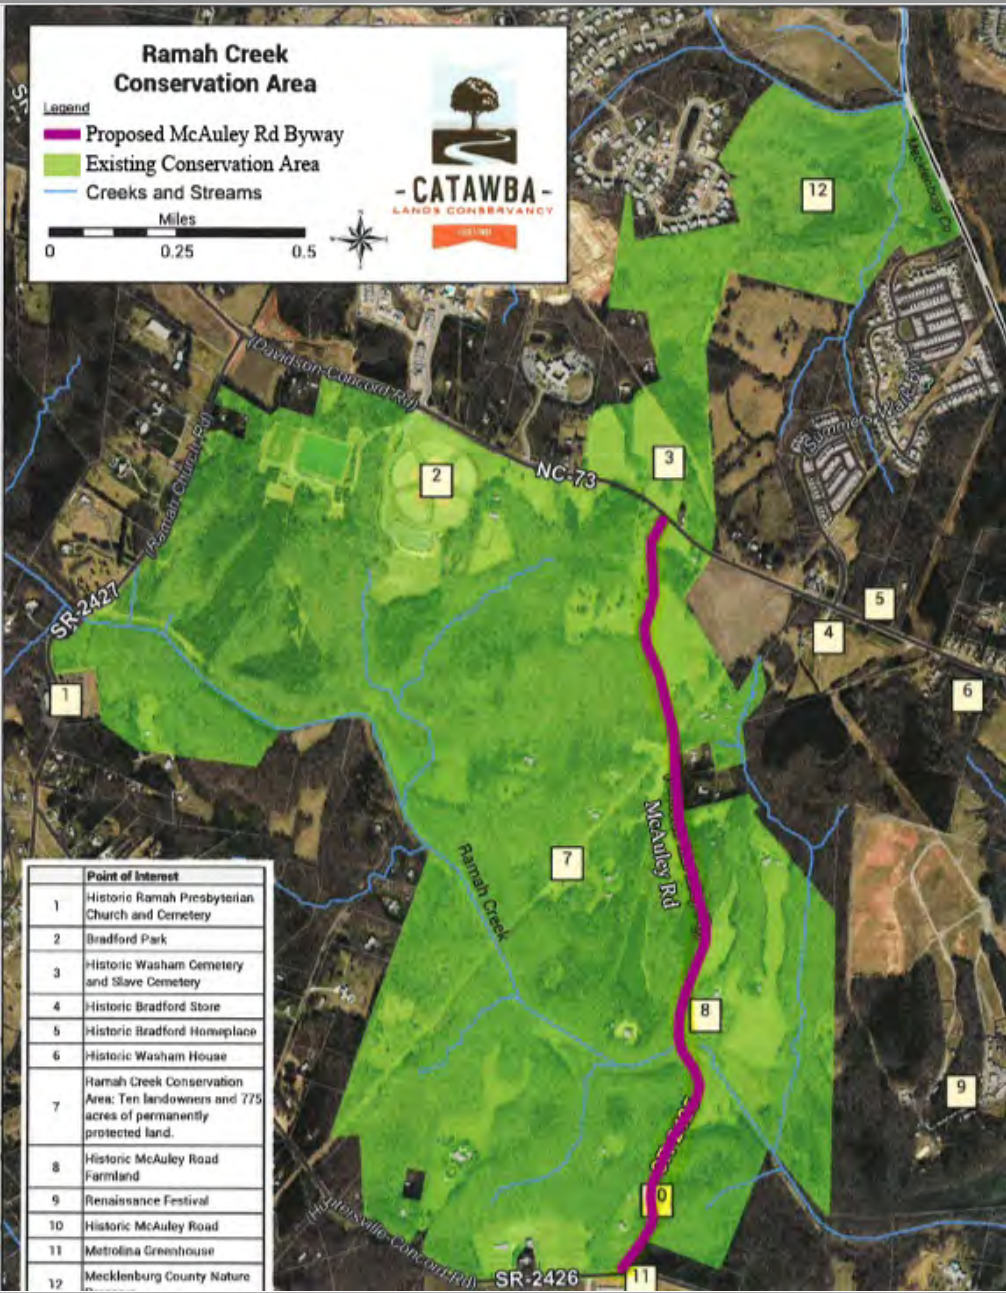 Ramah Creek
Conservation Area
Legend
Proposed McAuley Rd Byway
Existing Conservation Area
Creeks and Streams
Miles
0 0.25 0.5
- CATAWBA -
LANDS CONSERVANCY
12
Mecklenburg Co
(Davidson-Concord Rd)
(Ramah Church Rd)
2
NC-73
3
SR-2427
5
4
1
6
7
McAuley Rd
Ramah Creek
8
9
0
(Huntersville-Concord Rd)
SR-2426
11
Point of Interest
1 Historic Ramah Presbyterian
Church and Cemetery
2 Bradford Park
3 Historic Washam Cemetery
and Slave Cemetery
4 Historic Bradford Store
5 Historic Bradford Homeplace
6 Historic Washam House
7 Ramah Creek Conservation
Area: Ten landowners and 775
acres of permanently
protected land.
8 Historic McAuley Road
Farmland
9 Renaissance Festival
10 Historic McAuley Road
11 Metrolina Greenhouse
12 Mecklenburg County Nature